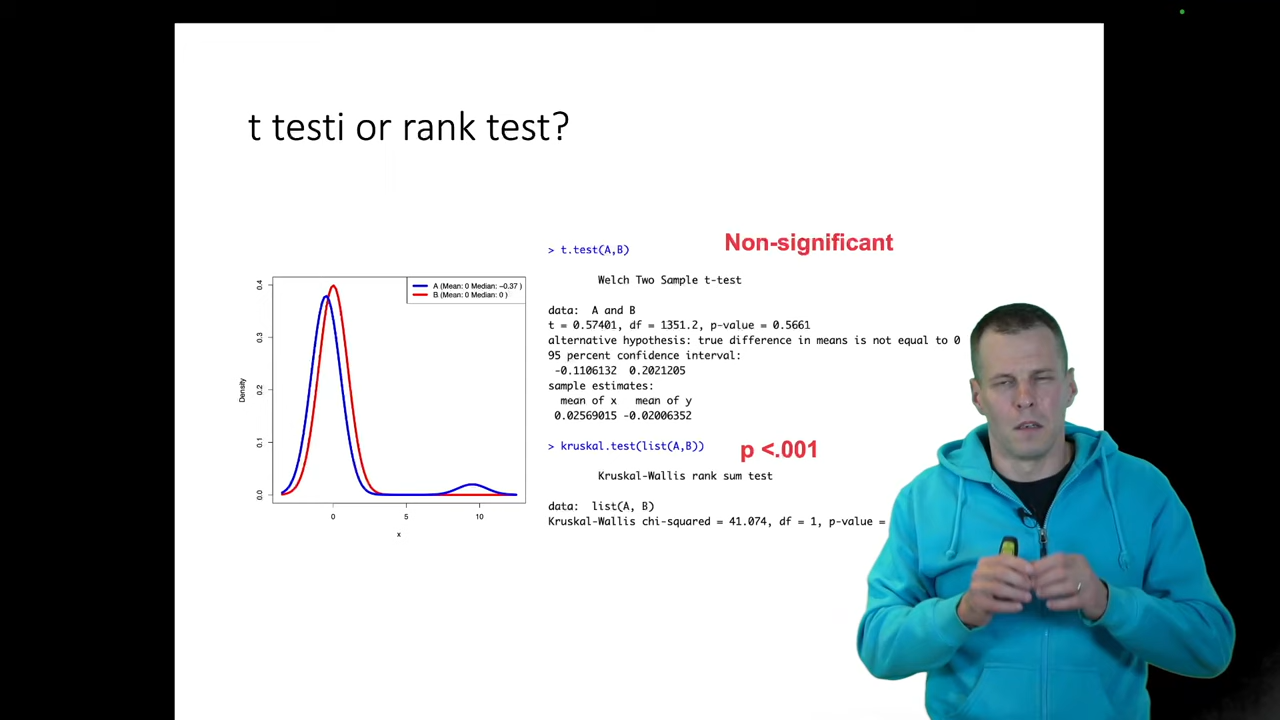 t testi or rank test?
Non-significant
> t.test(A,B)
Welch Two Sample t-test
data: A and B
t = 0.57401, df = 1351.2, p-value = 0.5661
alternative hypothesis: true difference in means is not equal to 0
95 percent confidence interval:
-0.1106132 0.2021205
sample estimates:
mean of x mean of y
0.02569015 -0.02006352
> kruskal.test(list(A,B))
p <.001
Kruskal-Wallis rank sum test
data: list(A, B)
Kruskal-Wallis chi-squared = 41.074, df = 1, p-value =
A (Mean: 0 Median: -0.37 )
B (Mean: 0 Median: 0 )
Density
0.4
0.3
0.2
0.1
0.0
0 5 10
x